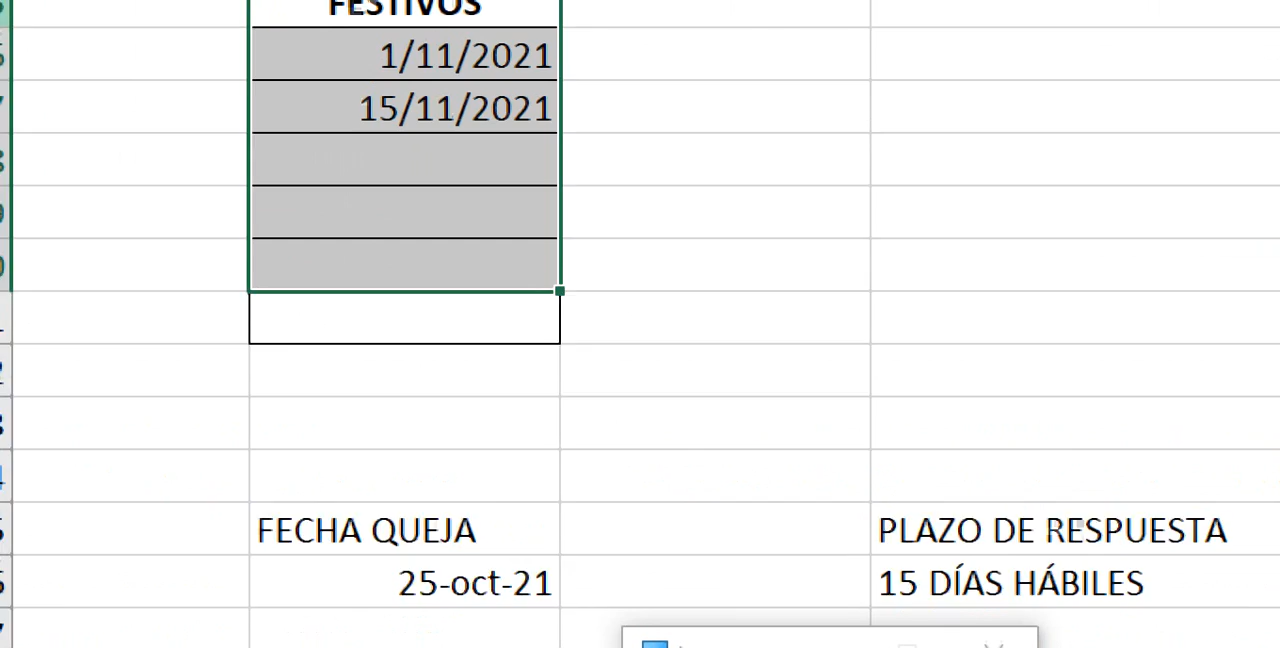 FESTIVOS
1/11/2021
15/11/2021
FECHA QUEJA
PLAZO DE RESPUESTA
25-oct-21
15 DÍAS HÁBILES